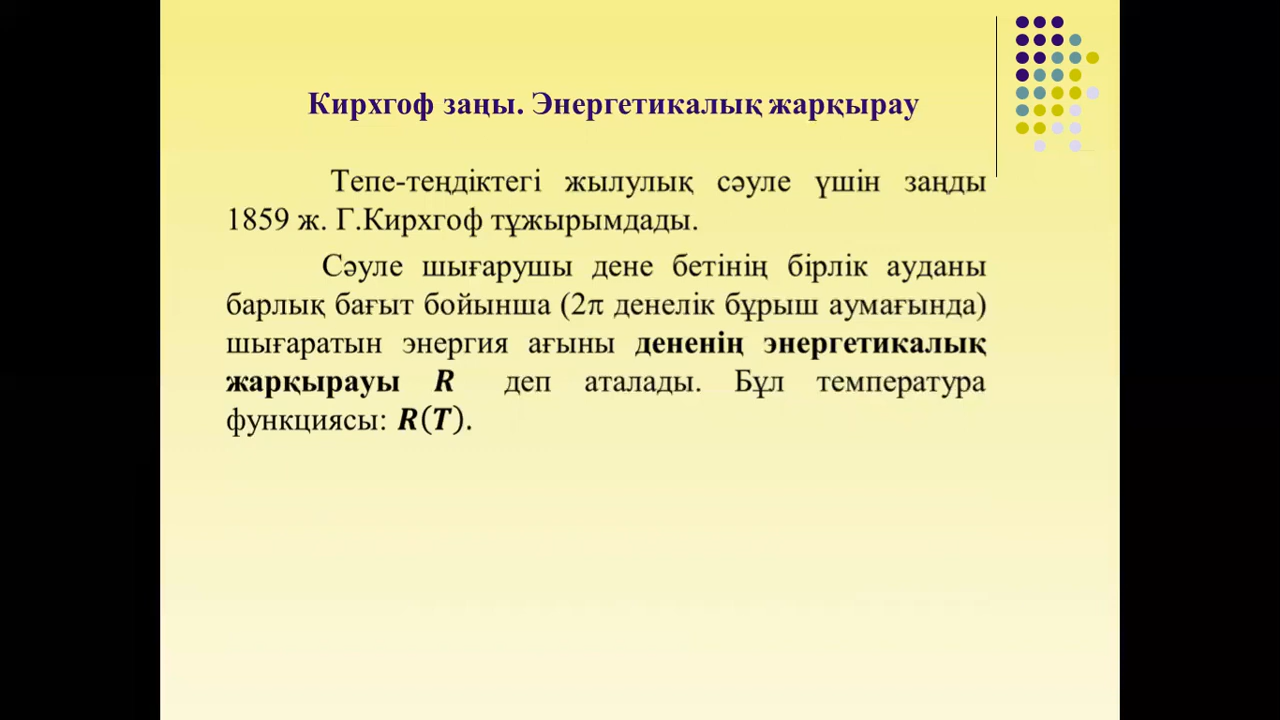 Кирхгоф заңы. Энергетикалық жарқырау
Тепе-теңдіктегі жылулық сәуле үшін заңды
1859 ж. Г.Кирхгоф тұжырымдады.
Сәуле шығарушы дене бетінің бірлік ауданы
барлық бағыт бойынша (2π денелік бұрыш аумағында)
шығаратын энергия ағыны дененің энергетикалық
жарқырауы R деп аталады. Бұл температура
функциясы: R(T).